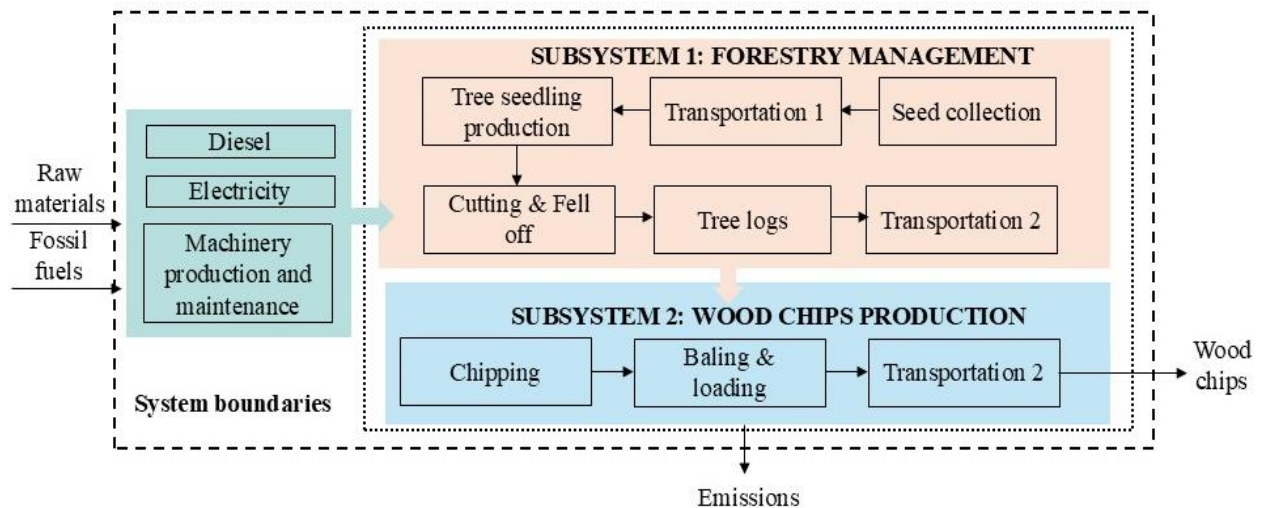 SUBSYSTEM 1: FORESTRY MANAGEMENT
Tree seedling
production
Transportation 1
Seed collection
Cutting & Fell
off
Tree logs
Transportation 2
Diesel
Electricity
Machinery
production and
maintenance
Raw
materials
Fossil
fuels
SUBSYSTEM 2: WOOD CHIPS PRODUCTION
Chipping
Baling &
loading
Transportation 2
Wood
chips
System boundaries
Emissions